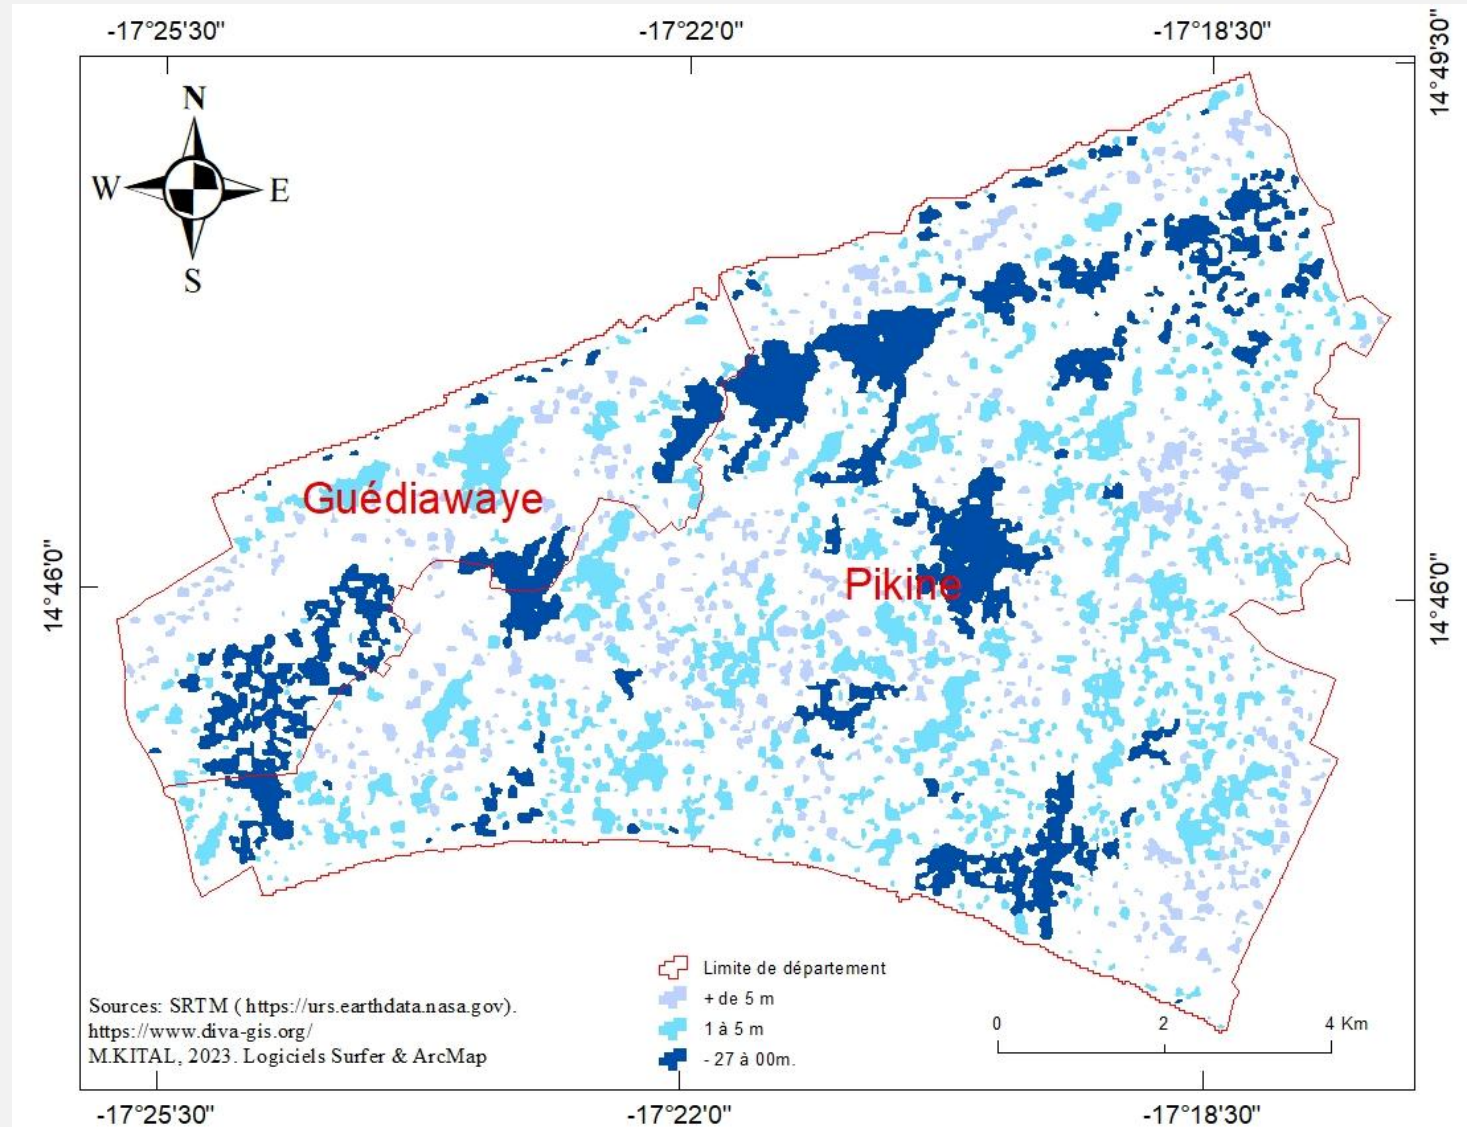 -17°25'30" -17°22'0" -17°18'30"
14°49'30"
N
W E
S
Guédiawaye
14°46'0"
Pikine
14°46'0"
Limite de département
+ de 5 m
1 à 5 m
- 27 à 00m.
Sources: SRTM ( https://urs.earthdata.nasa.gov).
https://www.diva-gis.org/
M.KITAL, 2023. Logiciels Surfer & ArcMap
0 2 4 Km
-17°25'30" -17°22'0" -17°18'30"